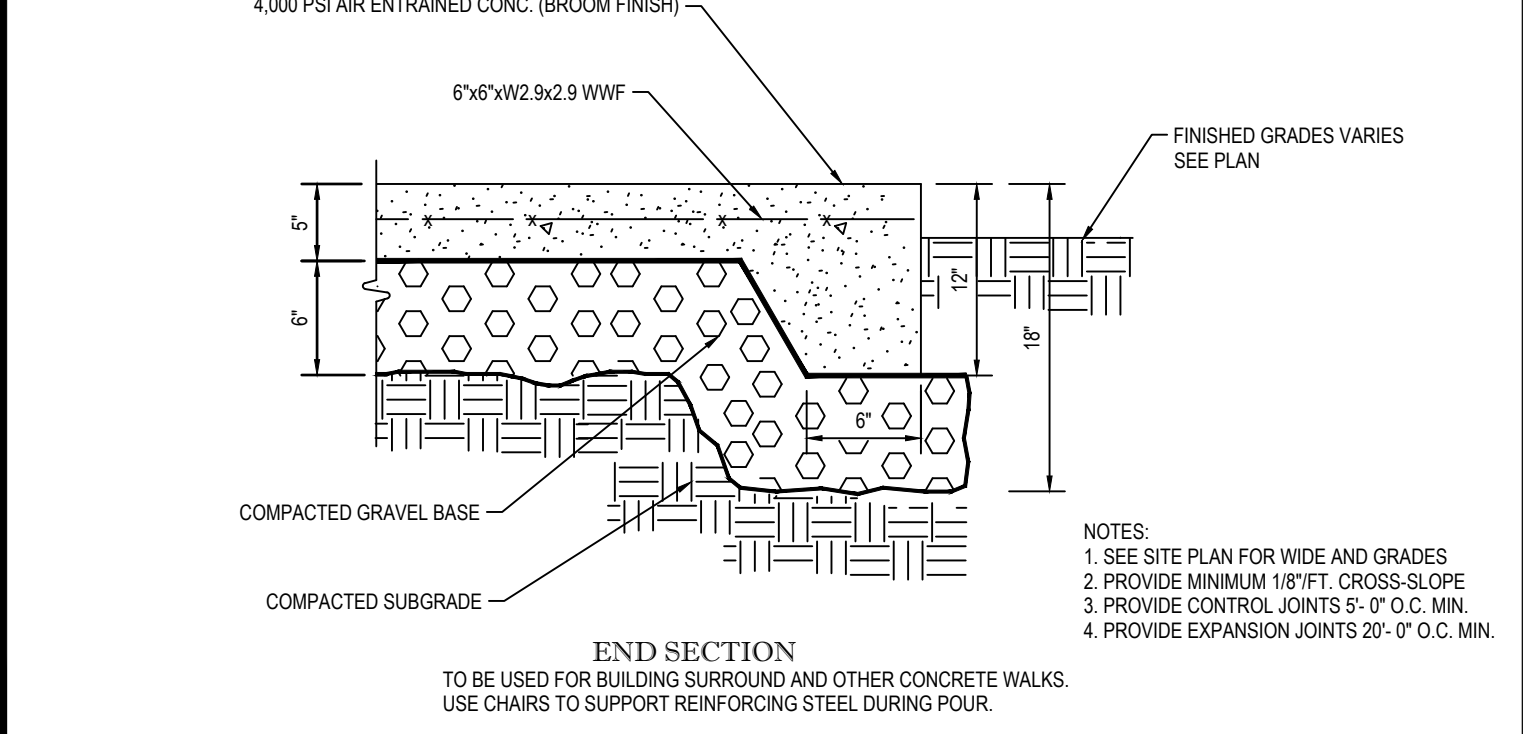 4,000 PSI AIR ENTRAINED CONC. (BROOM FINISH)
6"x6"xW2.9x2.9 WWF
FINISHED GRADES VARIES
SEE PLAN
5"
6"
12"
18"
6"
COMPACTED GRAVEL BASE
COMPACTED SUBGRADE
NOTES:
1. SEE SITE PLAN FOR WIDE AND GRADES
2. PROVIDE MINIMUM 1/8"/FT. CROSS-SLOPE
3. PROVIDE CONTROL JOINTS 5'- 0" O.C. MIN.
4. PROVIDE EXPANSION JOINTS 20'- 0" O.C. MIN.
END SECTION
TO BE USED FOR BUILDING SURROUND AND OTHER CONCRETE WALKS.
USE CHAIRS TO SUPPORT REINFORCING STEEL DURING POUR.